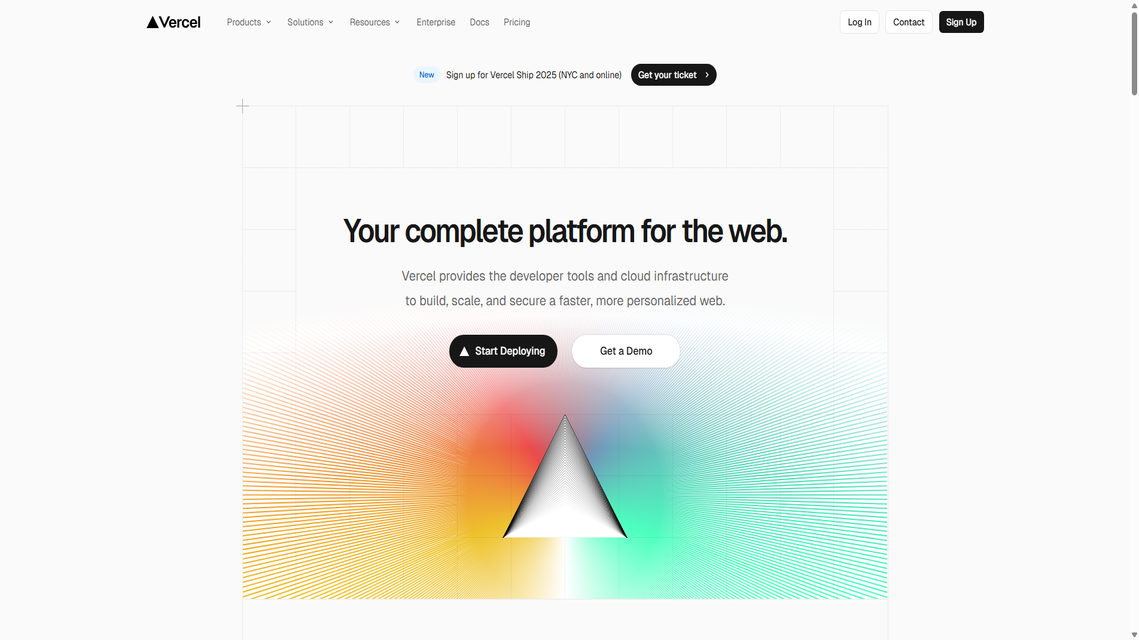 Vercel
Products
Solutions
Resources
Enterprise
Docs
Pricing
Log In
Contact
Sign Up
New
Sign up for Vercel Ship 2025 (NYC and online)
Get your ticket
Your complete platform for the web.
Vercel provides the developer tools and cloud infrastructure
to build, scale, and secure a faster, more personalized web.
Start Deploying
Get a Demo